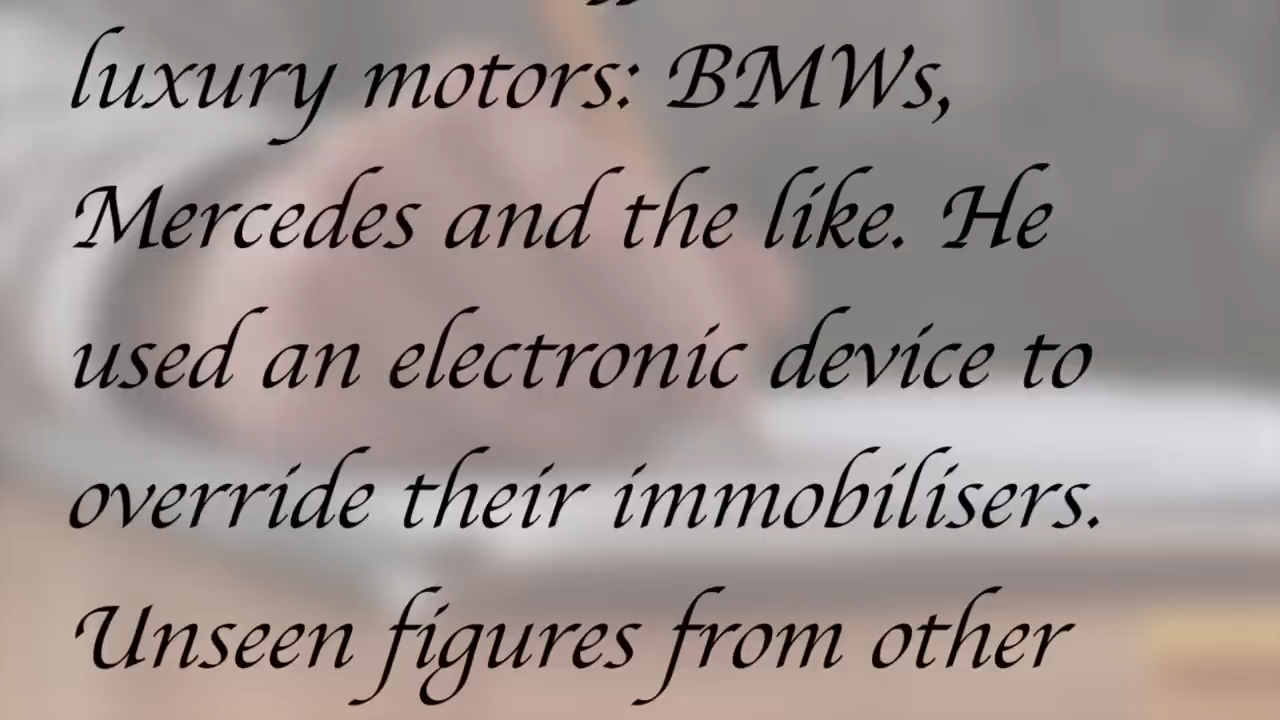 luxury motors: BMWs,
Mercedes and the like. He
used an electronic device to
override their immobilisers.
Unseen figures from other